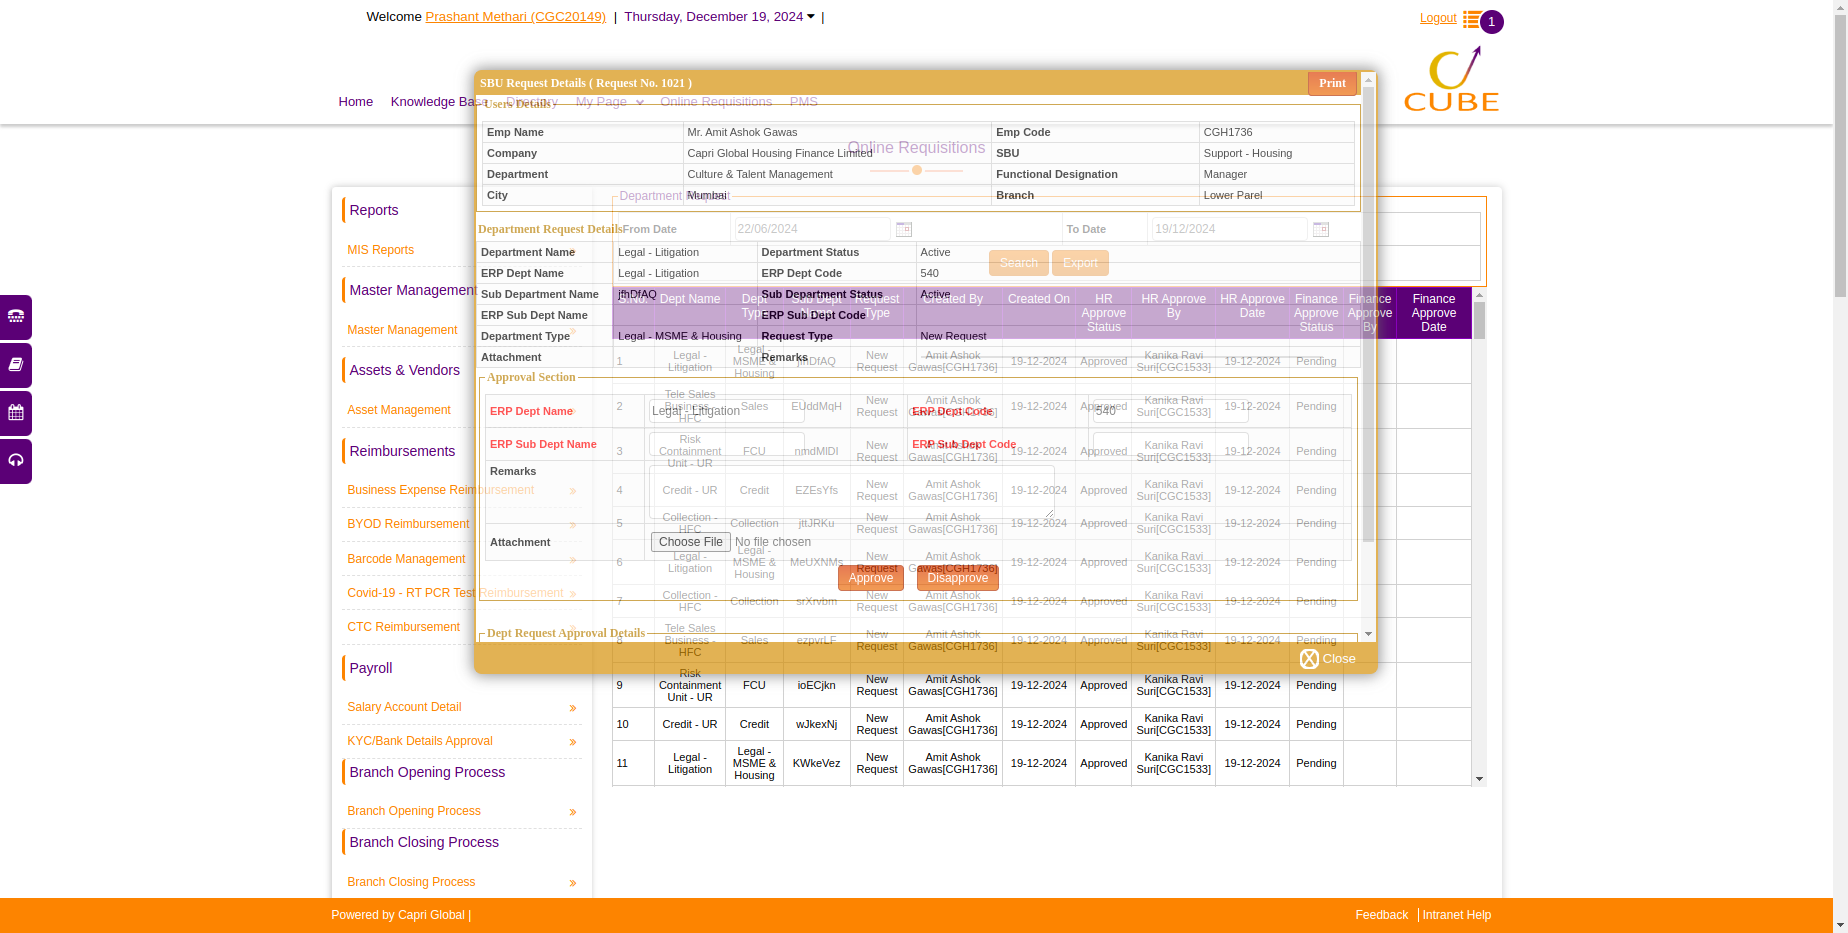 Welcome Prashant Methari (CGC20149) | Thursday, December 19, 2024 |
Logout 1
CUBE
Home Knowledge Base Directory My Page Online Requisitions PMS
SBU Request Details ( Request No. 1021 ) Print
Users Details
Emp Name Mr. Amit Ashok Gawas Emp Code CGH1736
Company Capri Global Housing Finance Limited SBU Support - Housing
Department Culture & Talent Management Functional Designation Manager
City Mumbai Branch Lower Parel
Department Request Details
Department Name Legal - Litigation Department Status Active
ERP Dept Name Legal - Litigation ERP Dept Code 540
Sub Department Name jfhDfAQ Sub Department Status Active
ERP Sub Dept Name ERP Sub Dept Code
Department Type Legal - MSME & Housing Request Type New Request
Attachment Remarks
Approval Section
ERP Dept Name Legal - Litigation ERP Dept Code 540
ERP Sub Dept Name ERP Sub Dept Code
Remarks
Attachment Choose File No file chosen
Approve Disapprove
Dept Request Approval Details
Close
Online Requisitions
Department Request
From Date 22/06/2024 To Date 19/12/2024
Search Export
Dept Name Dept Type Sub Dept Name Request Type Created By Created On HR Approve Status HR Approve By HR Approve Date Finance Approve Status Finance Approve By Finance Approve Date
1 Legal - Litigation Legal - MSME & Housing jfhDfAQ New Request Amit Ashok Gawas[CGH1736] 19-12-2024 Approved Kanika Ravi Suri[CGC1533] 19-12-2024 Pending
2 Tele Sales Business - HFC Sales EUddMqH New Request Amit Ashok Gawas[CGH1736] 19-12-2024 Approved Kanika Ravi Suri[CGC1533] 19-12-2024 Pending
3 Risk Containment Unit - UR FCU nmdMIDI New Request Amit Ashok Gawas[CGH1736] 19-12-2024 Approved Kanika Ravi Suri[CGC1533] 19-12-2024 Pending
4 Credit - UR Credit EZEsYfs New Request Amit Ashok Gawas[CGH1736] 19-12-2024 Approved Kanika Ravi Suri[CGC1533] 19-12-2024 Pending
5 Collection - HFC Collection jttJRKu New Request Amit Ashok Gawas[CGH1736] 19-12-2024 Approved Kanika Ravi Suri[CGC1533] 19-12-2024 Pending
6 Legal - Litigation Legal - MSME & Housing MeUXNMs New Request Amit Ashok Gawas[CGH1736] 19-12-2024 Approved Kanika Ravi Suri[CGC1533] 19-12-2024 Pending
7 Collection - HFC Collection srXrvbm New Request Amit Ashok Gawas[CGH1736] 19-12-2024 Approved Kanika Ravi Suri[CGC1533] 19-12-2024 Pending
8 Tele Sales Business - HFC Sales ezpvrLF New Request Amit Ashok Gawas[CGH1736] 19-12-2024 Approved Kanika Ravi Suri[CGC1533] 19-12-2024 Pending
9 Risk Containment Unit - UR FCU ioECjkn New Request Amit Ashok Gawas[CGH1736] 19-12-2024 Approved Kanika Ravi Suri[CGC1533] 19-12-2024 Pending
10 Credit - UR Credit wJkexNj New Request Amit Ashok Gawas[CGH1736] 19-12-2024 Approved Kanika Ravi Suri[CGC1533] 19-12-2024 Pending
11 Legal - Litigation Legal - MSME & Housing KWkeVez New Request Amit Ashok Gawas[CGH1736] 19-12-2024 Approved Kanika Ravi Suri[CGC1533] 19-12-2024 Pending
Reports
MIS Reports
Master Management
Master Management
Assets & Vendors
Asset Management
Reimbursements
Business Expense Reimbursement
BYOD Reimbursement
Barcode Management
Covid-19 - RT PCR Test Reimbursement
CTC Reimbursement
Payroll
Salary Account Detail
KYC/Bank Details Approval
Branch Opening Process
Branch Opening Process
Branch Closing Process
Branch Closing Process
Powered by Capri Global | Feedback | Intranet Help